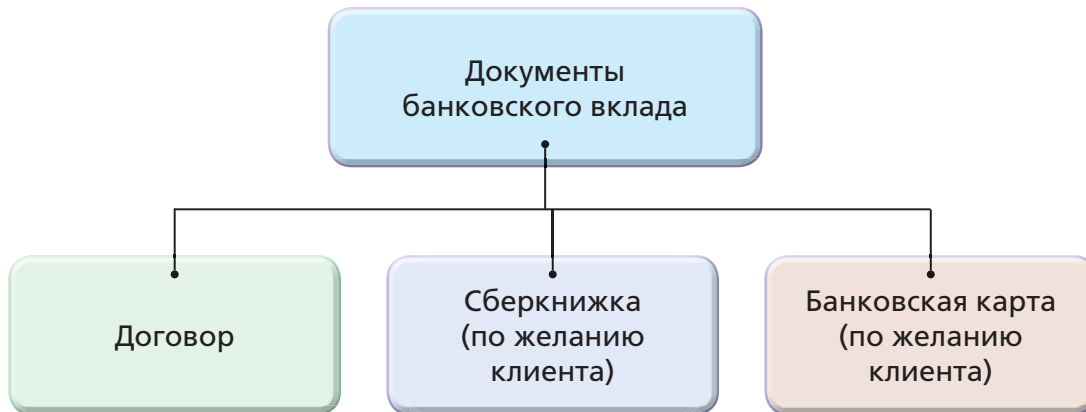 Документы
банковского вклада
Договор
Сберкнижка
(по желанию
клиента)
Банковская карта
(по желанию
клиента)